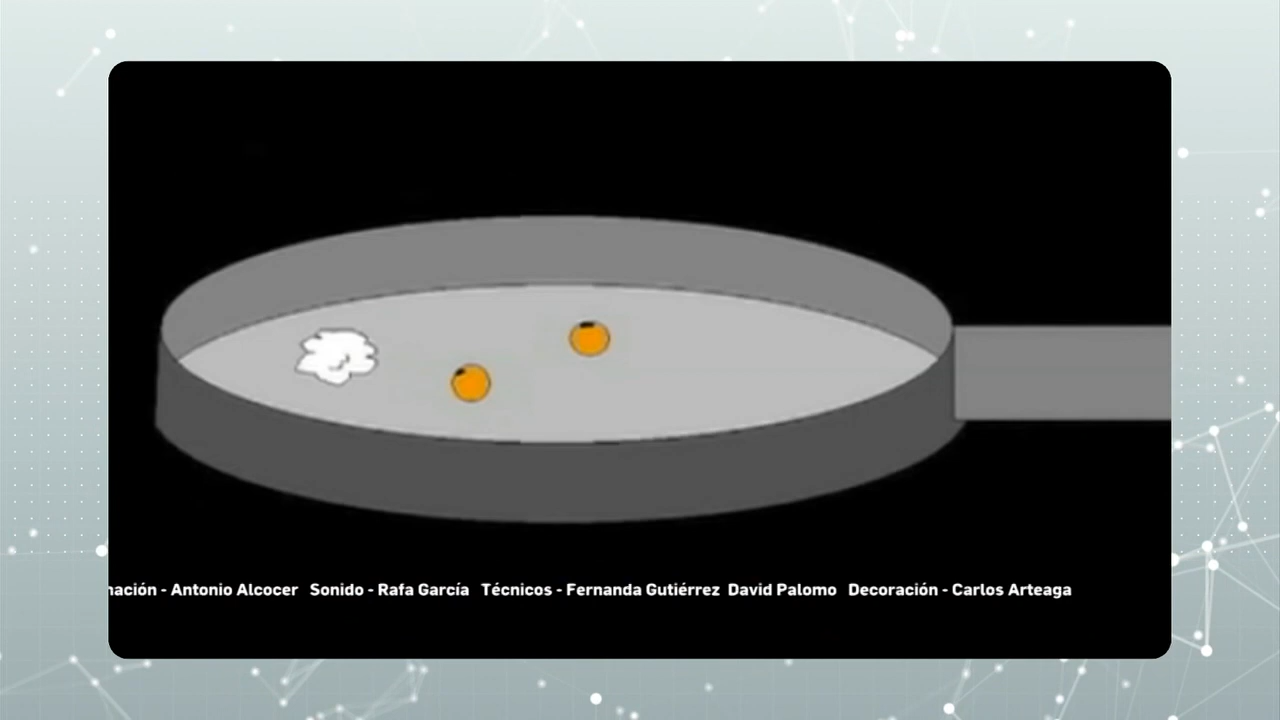 nación - Antonio Alcocer   Sonido - Rafa García   Técnicos - Fernanda Gutiérrez  David Palomo   Decoración - Carlos Arteaga